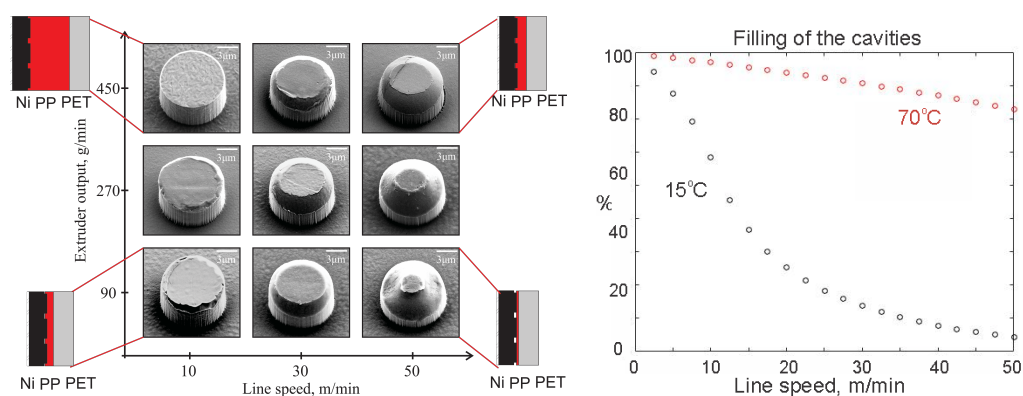 Ni PP PET
Ni PP PET
Ni PP PET
Ni PP PET
Extruder output, g/min
450
270
90
3μm
3μm
3μm
3μm
3μm
3μm
3μm
3μm
3μm
10
30
50
Line speed, m/min
Filling of the cavities
100
80
60
%
40
20
0
70°C
15°C
0
10
20
30
40
50
Line speed, m/min